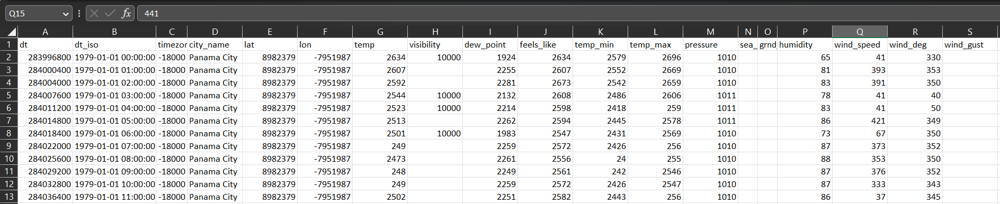 Q15 fx 441
A B C D E F G H I J K L M N O P Q R S
1 dt dt_iso timezor city_name lat lon temp visibility dew_point feels_like temp_min temp_max pressure sea_ grnd_ humidity wind_speed wind_deg wind_gust
2 283996800 1979-01-01 00:00:00 -18000 Panama City 8982379 -7951987 2634 10000 1924 2634 2579 2696 1010 65 41 330
3 284000400 1979-01-01 01:00:00 -18000 Panama City 8982379 -7951987 2607 2255 2607 2552 2669 1010 81 393 353
4 284004000 1979-01-01 02:00:00 -18000 Panama City 8982379 -7951987 2592 2281 2673 2542 2659 1010 83 391 350
5 284007600 1979-01-01 03:00:00 -18000 Panama City 8982379 -7951987 2544 10000 2132 2608 2486 2606 1011 78 41 40
6 284011200 1979-01-01 04:00:00 -18000 Panama City 8982379 -7951987 2523 10000 2214 2598 2418 259 1011 83 41 50
7 284014800 1979-01-01 05:00:00 -18000 Panama City 8982379 -7951987 2513 2262 2594 2445 2578 1011 86 421 349
8 284018400 1979-01-01 06:00:00 -18000 Panama City 8982379 -7951987 2501 10000 1983 2547 2431 2569 1010 73 67 350
9 284022000 1979-01-01 07:00:00 -18000 Panama City 8982379 -7951987 249 2259 2572 2426 256 1010 87 373 352
10 284025600 1979-01-01 08:00:00 -18000 Panama City 8982379 -7951987 2473 2261 2556 24 255 1010 88 353 350
11 284029200 1979-01-01 09:00:00 -18000 Panama City 8982379 -7951987 248 2249 2561 242 2546 1010 87 376 352
12 284032800 1979-01-01 10:00:00 -18000 Panama City 8982379 -7951987 249 2259 2572 2426 2547 1010 87 333 343
13 284036400 1979-01-01 11:00:00 -18000 Panama City 8982379 -7951987 2502 2251 2582 2443 256 1010 86 37 345